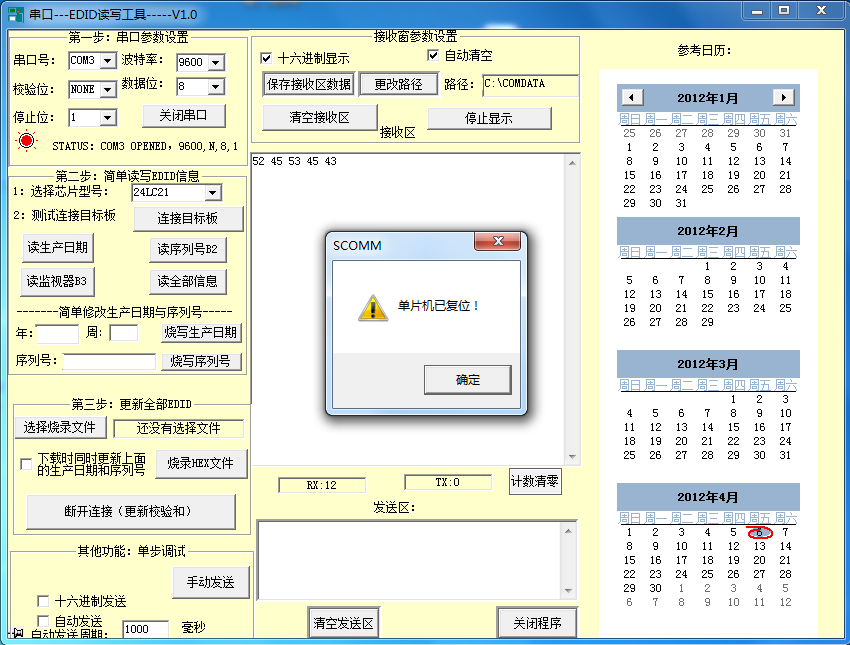 串口---EDID读写工具-----V1.0
第一步：串口参数设置
串口号：
COM3
波特率：
9600
校验位：
NONE
数据位：
8
停止位：
1
关闭串口
STATUS: COM3 OPENED, 9600,N,8,1
第二步：简单读写EDID信息
1：选择芯片型号：
24LC21
2：测试连接目标板
连接目标板
读生产日期
读序列号B2
读监视器B3
读全部信息
-------简单修改生产日期与序列号-----
年：
周：
烧写生产日期
序列号：
烧写序列号
第三步：更新全部EDID
选择烧录文件
还没有选择文件
下载时同时更新上面
的生产日期和序列号
烧录HEX文件
断开连接（更新校验和）
其他功能：单步调试
手动发送
十六进制发送
自动发送
自动发送周期：
1000
毫秒
接收窗参数设置
十六进制显示
自动清空
保存接收区数据
更改路径
路径：
C:\COMDATA
清空接收区
停止显示
接收区
52 45 53 45 43
SCOMM
单片机已复位！
确定
RX:12
TX:0
计数清零
发送区：
清空发送区
关闭程序
参考日历：
2012年1月
周日 周一 周二 周三 周四 周五 周六
25 26 27 28 29 30 31
1 2 3 4 5 6 7
8 9 10 11 12 13 14
15 16 17 18 19 20 21
22 23 24 25 26 27 28
29 30 31
2012年2月
周日 周一 周二 周三 周四 周五 周六
1 2 3 4
5 6 7 8 9 10 11
12 13 14 15 16 17 18
19 20 21 22 23 24 25
26 27 28 29
2012年3月
周日 周一 周二 周三 周四 周五 周六
1 2 3
4 5 6 7 8 9 10
11 12 13 14 15 16 17
18 19 20 21 22 23 24
25 26 27 28 29 30 31
2012年4月
周日 周一 周二 周三 周四 周五 周六
1 2 3 4 5 6 7
8 9 10 11 12 13 14
15 16 17 18 19 20 21
22 23 24 25 26 27 28
29 30 1 2 3 4 5
6 7 8 9 10 11 12